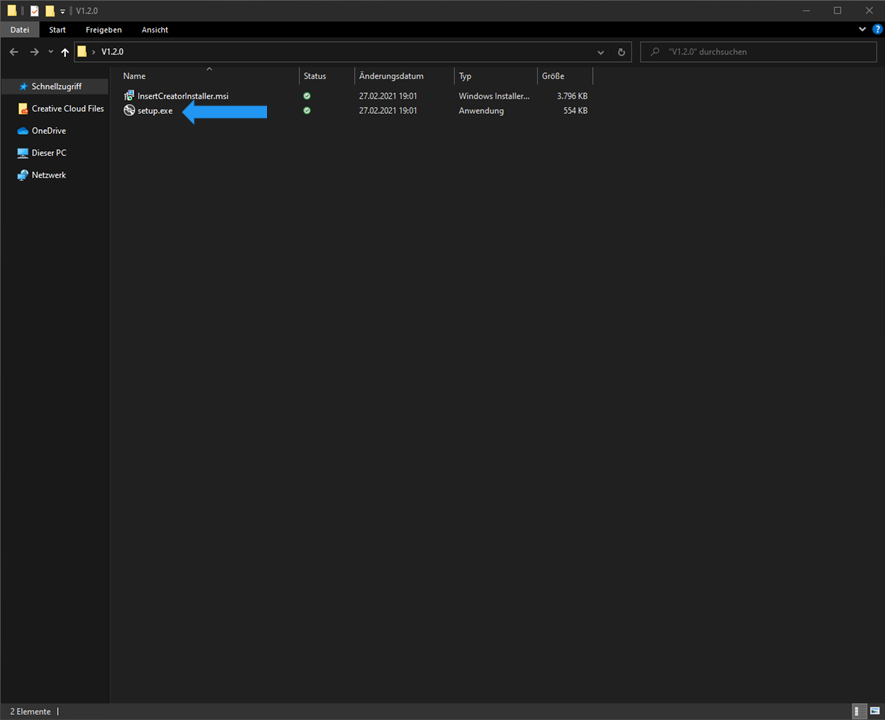 V1.2.0
Datei Start Freigeben Ansicht
V1.2.0 "V1.2.0" durchsuchen
Name Status Änderungsdatum Typ Größe
Schnellzugriff
Creative Cloud Files
OneDrive
Dieser PC
Netzwerk
InsertCreatorInstaller.msi 27.02.2021 19:01 Windows Installer... 3.796 KB
setup.exe 27.02.2021 19:01 Anwendung 554 KB
2 Elemente